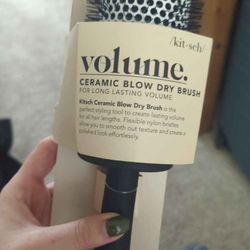 /kit·sch/
volume.
CERAMIC BLOW DRY BRUSH
FOR LONG LASTING VOLUME
Kitsch Ceramic Blow Dry Brush is the
perfect styling tool to create lasting volume
for all hair lengths. Flexible nylon bristles
allow you to smooth out texture and create a
polished look effortlessly.